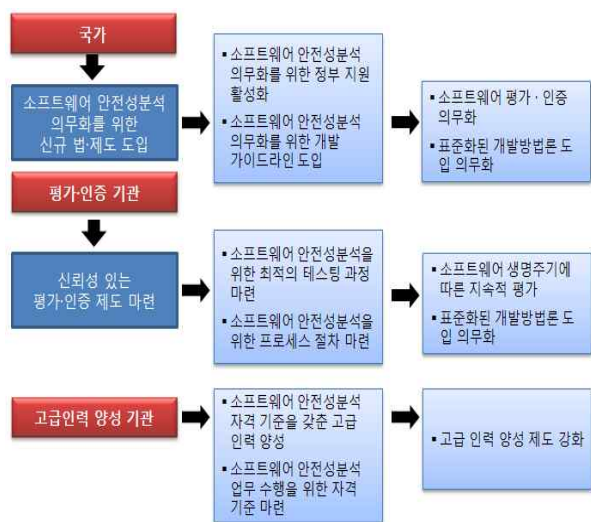 국가
소프트웨어 안전성분석
의무화를 위한
신규 법·제도 도입
▪ 소프트웨어 안전성분석
의무화를 위한 정부 지원
활성화
▪ 소프트웨어 안전성분석
의무화를 위한 개발
가이드라인 도입
▪ 소프트웨어 평가 · 인증
의무화
▪ 표준화된 개발방법론 도
입 의무화
평가·인증 기관
신뢰성 있는
평가·인증 제도 마련
▪ 소프트웨어 안전성분석을
위한 최적의 테스팅 과정
마련
▪ 소프트웨어 안전성분석을
위한 프로세스 절차 마련
▪ 소프트웨어 생명주기에
따른 지속적 평가
▪ 표준화된 개발방법론 도
입 의무화
고급인력 양성 기관
▪ 소프트웨어 안전성분석
자격 기준을 갖춘 고급
인력 양성
▪ 소프트웨어 안전성분석
업무 수행을 위한 자격
기준 마련
▪ 고급 인력 양성 제도 강화